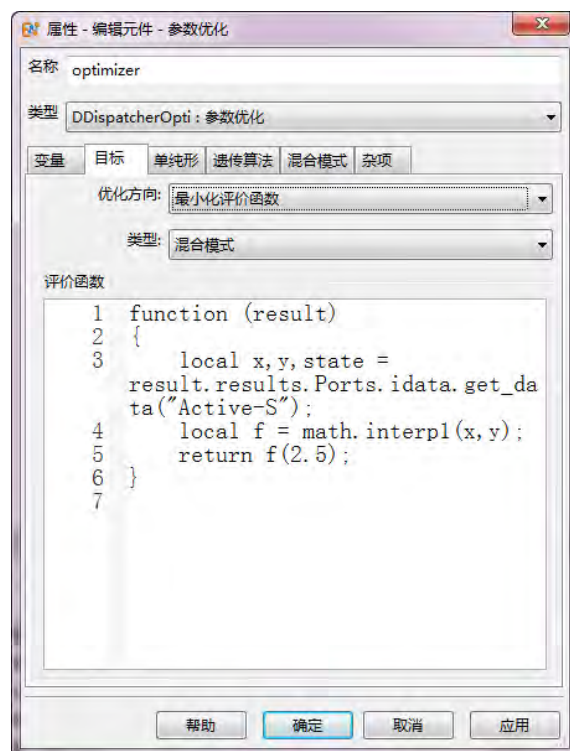 属性 - 编辑元件 - 参数优化
名称 optimizer
类型 DDispatcherOpti : 参数优化
变量 目标 单纯形 遗传算法 混合模式 杂项
优化方向: 最小化评价函数
类型: 混合模式
评价函数
1 function (result)
2 {
3 local x,y,state =
result.results.Ports.idata.get_da
ta("Active-S");
4 local f = math.interp1(x,y);
5 return f(2.5);
6 }
7
帮助 确定 取消 应用